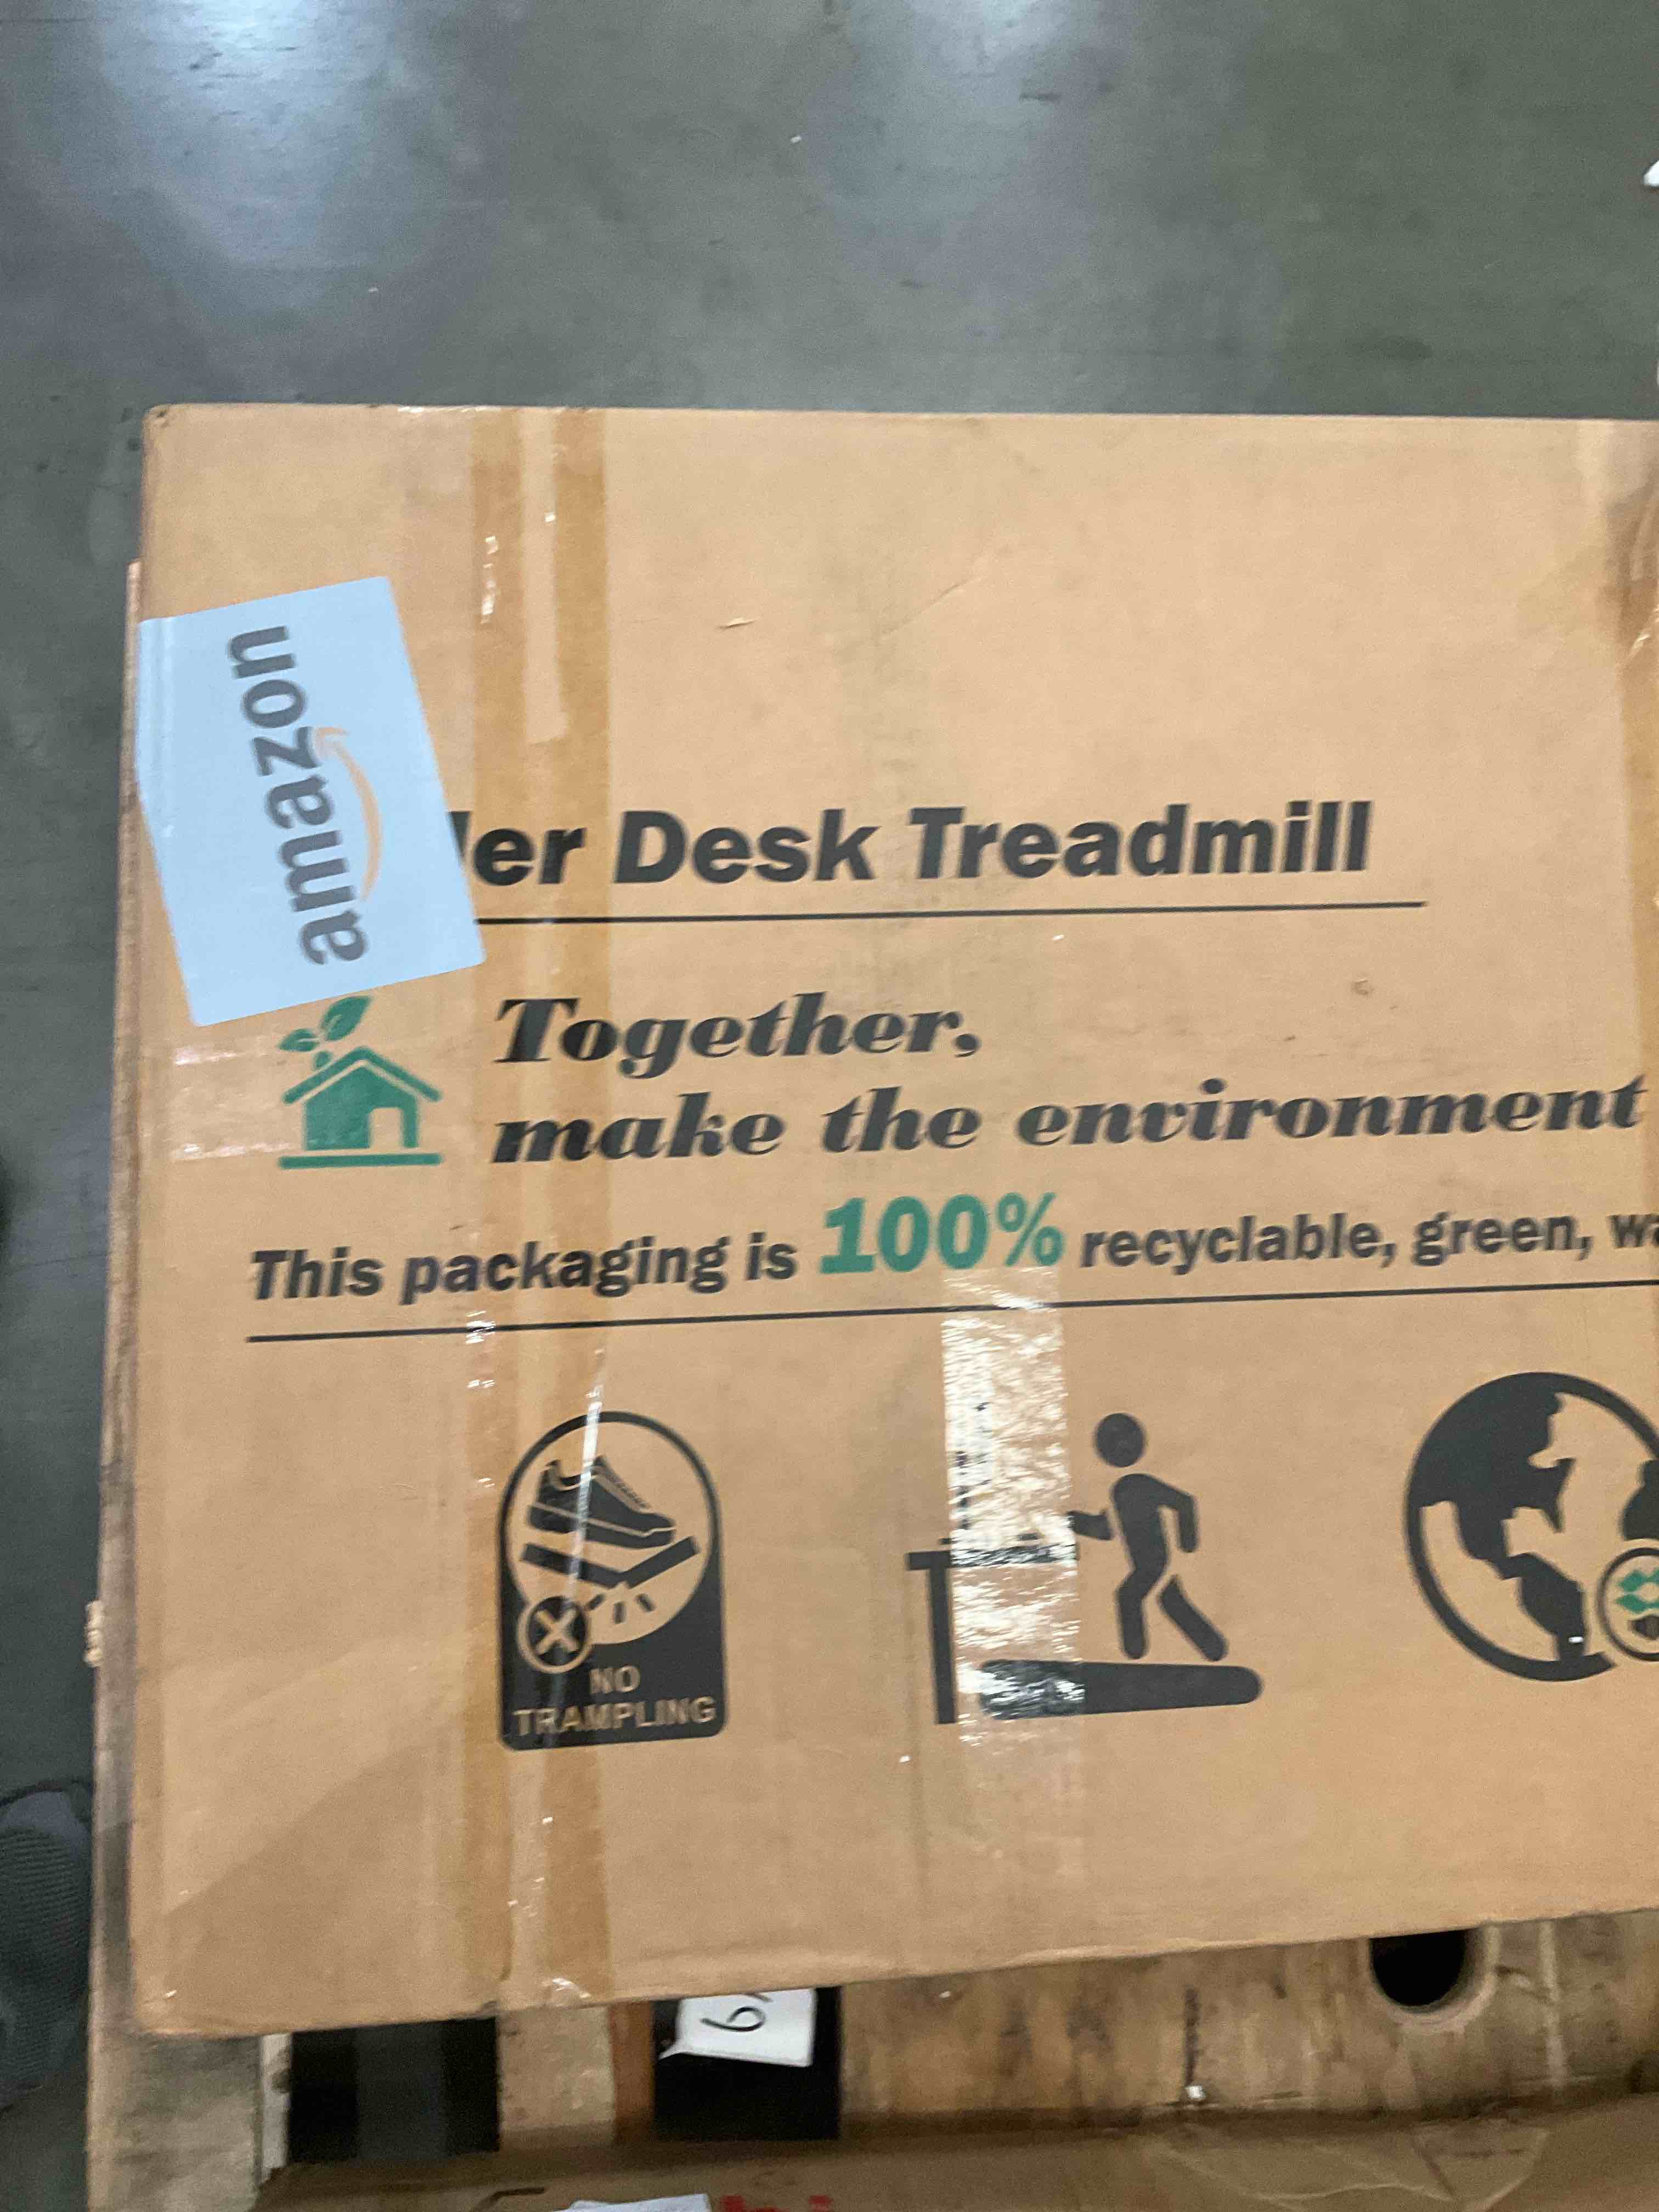 amazon
der Desk Treadmill
Together,
make the environment
This packaging is 100% recyclable, green,
NO
TRAMPLING